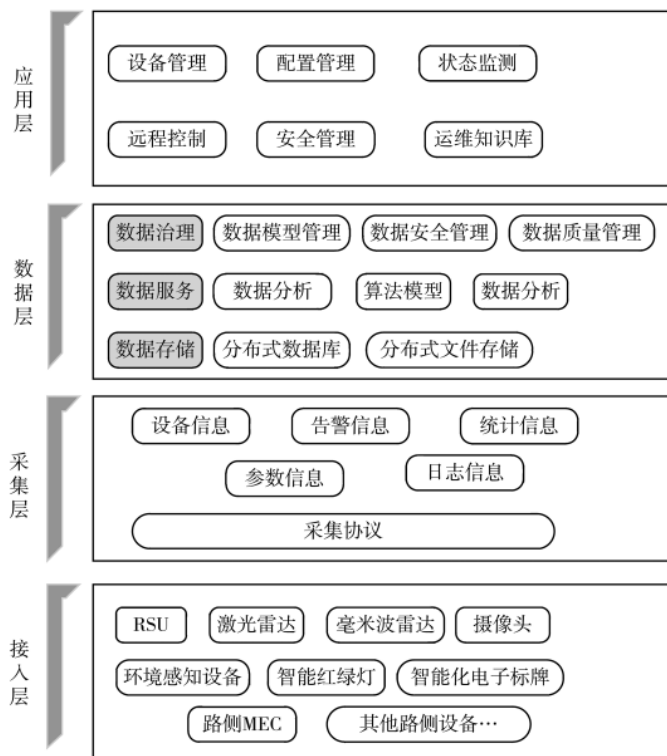 应用层
设备管理 配置管理 状态监测
远程控制 安全管理 运维知识库
数据层
数据治理 数据模型管理 数据安全管理 数据质量管理
数据服务 数据分析 算法模型 数据分析
数据存储 分布式数据库 分布式文件存储
采集层
设备信息 告警信息 统计信息
参数信息 日志信息
采集协议
接入层
RSU 激光雷达 毫米波雷达 摄像头
环境感知设备 智能红绿灯 智能化电子标牌
路侧MEC 其他路侧设备…